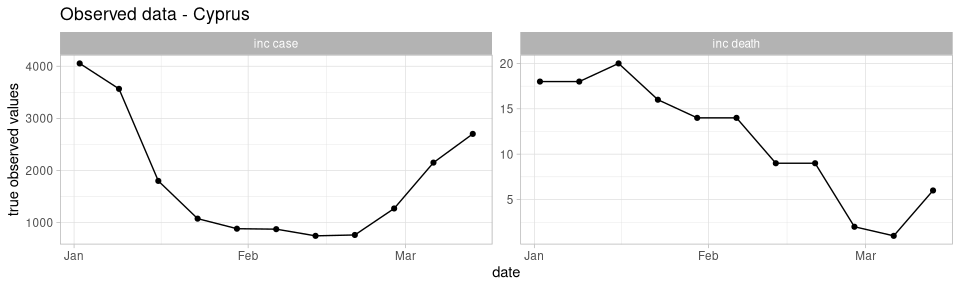 Observed data - Cyprus
inc case
inc death
true observed values
4000
3000
2000
1000
20
15
10
5
Jan
Feb
Mar
Jan
Feb
Mar
date